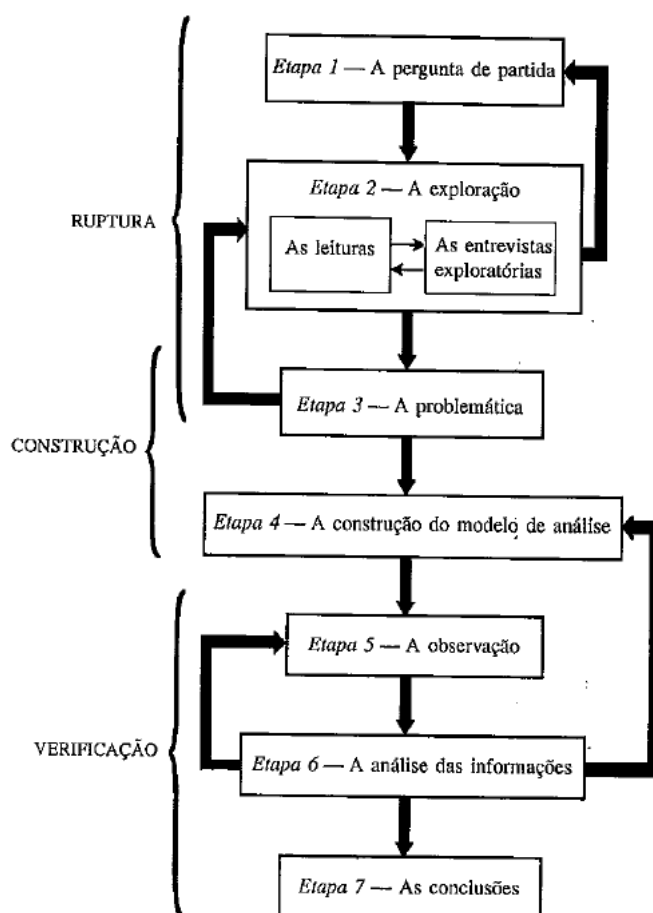 Etapa 1 — A pergunta de partida
Etapa 2 — A exploração
RUPTURA
As leituras
As entrevistas
exploratórias
Etapa 3 — A problemática
CONSTRUÇÃO
Etapa 4 — A construção do modelo de análise
Etapa 5 — A observação
VERIFICAÇÃO
Etapa 6 — A análise das informações
Etapa 7 — As conclusões